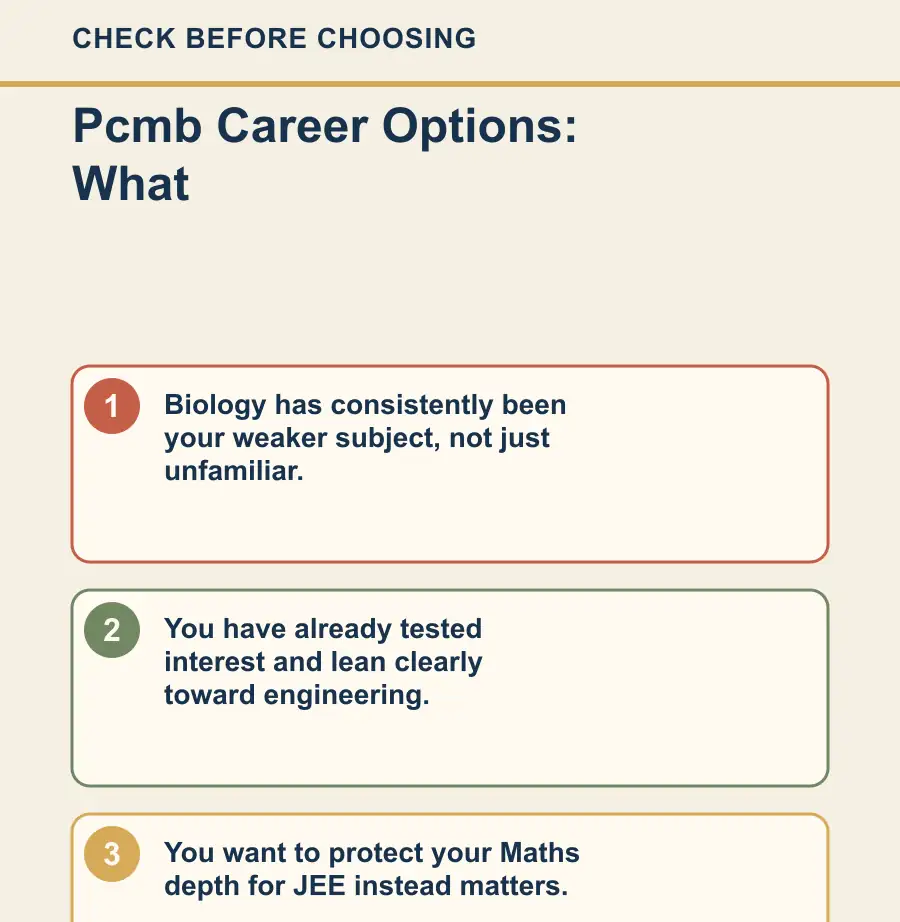 CHECK BEFORE CHOOSING
Pcmb Career Options:
What
1
Biology has consistently been
your weaker subject, not just
unfamiliar.
2
You have already tested
interest and lean clearly
toward engineering.
3
You want to protect your Maths
depth for JEE instead matters.